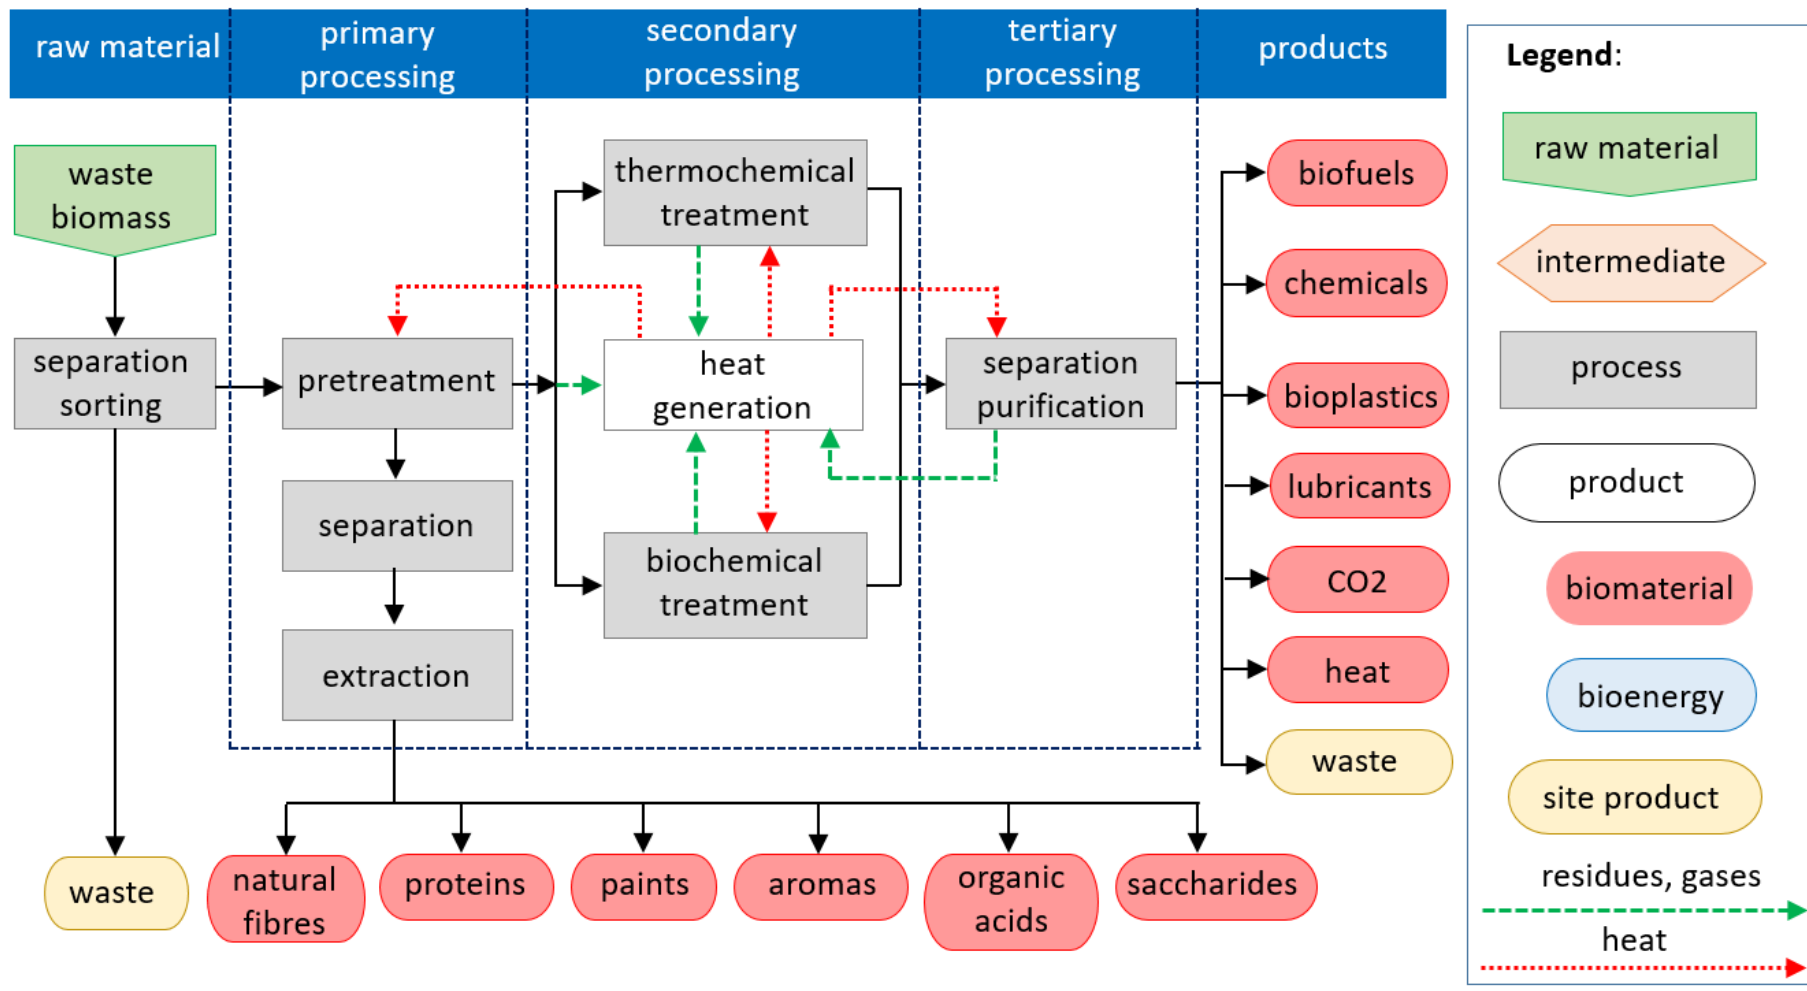 raw material
primary
processing
secondary
processing
tertiary
processing
products
waste
biomass
separation
sorting
waste
pretreatment
separation
extraction
thermochemical
treatment
heat
generation
biochemical
treatment
separation
purification
biofuels
chemicals
bioplastics
lubricants
CO2
heat
waste
natural
fibres
proteins
paints
aromas
organic
acids
saccharides
Legend:
raw material
intermediate
process
product
biomaterial
bioenergy
site product
residues, gases
heat